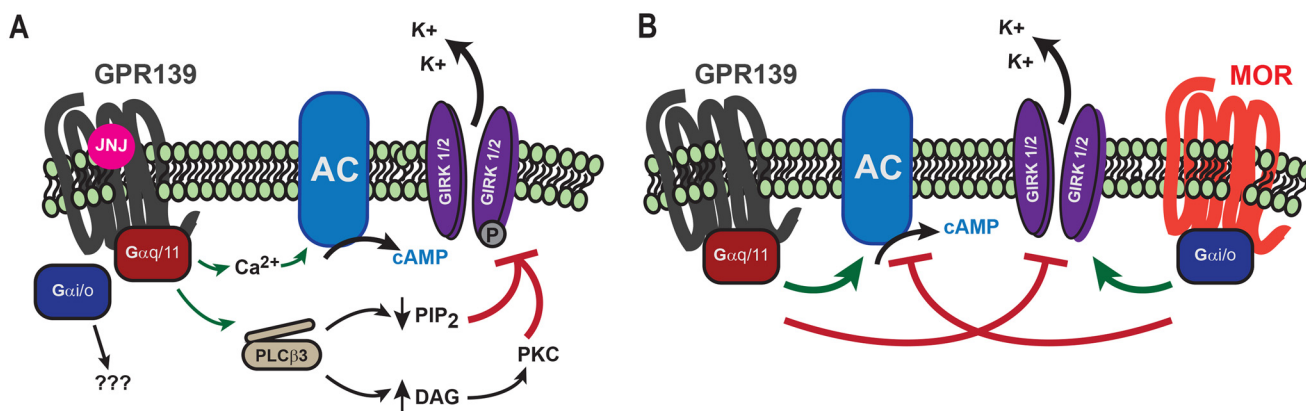 A
GPR139
JNJ
AC
K+
K+
GIRK 1/2
GIRK 1/2
P
Gαq/11
Ca2+
cAMP
Gαi/o
PIP2
PLCβ3
PKC
???
DAG
B
GPR139
AC
K+
K+
GIRK 1/2
GIRK 1/2
MOR
Gαq/11
cAMP
Gαi/o